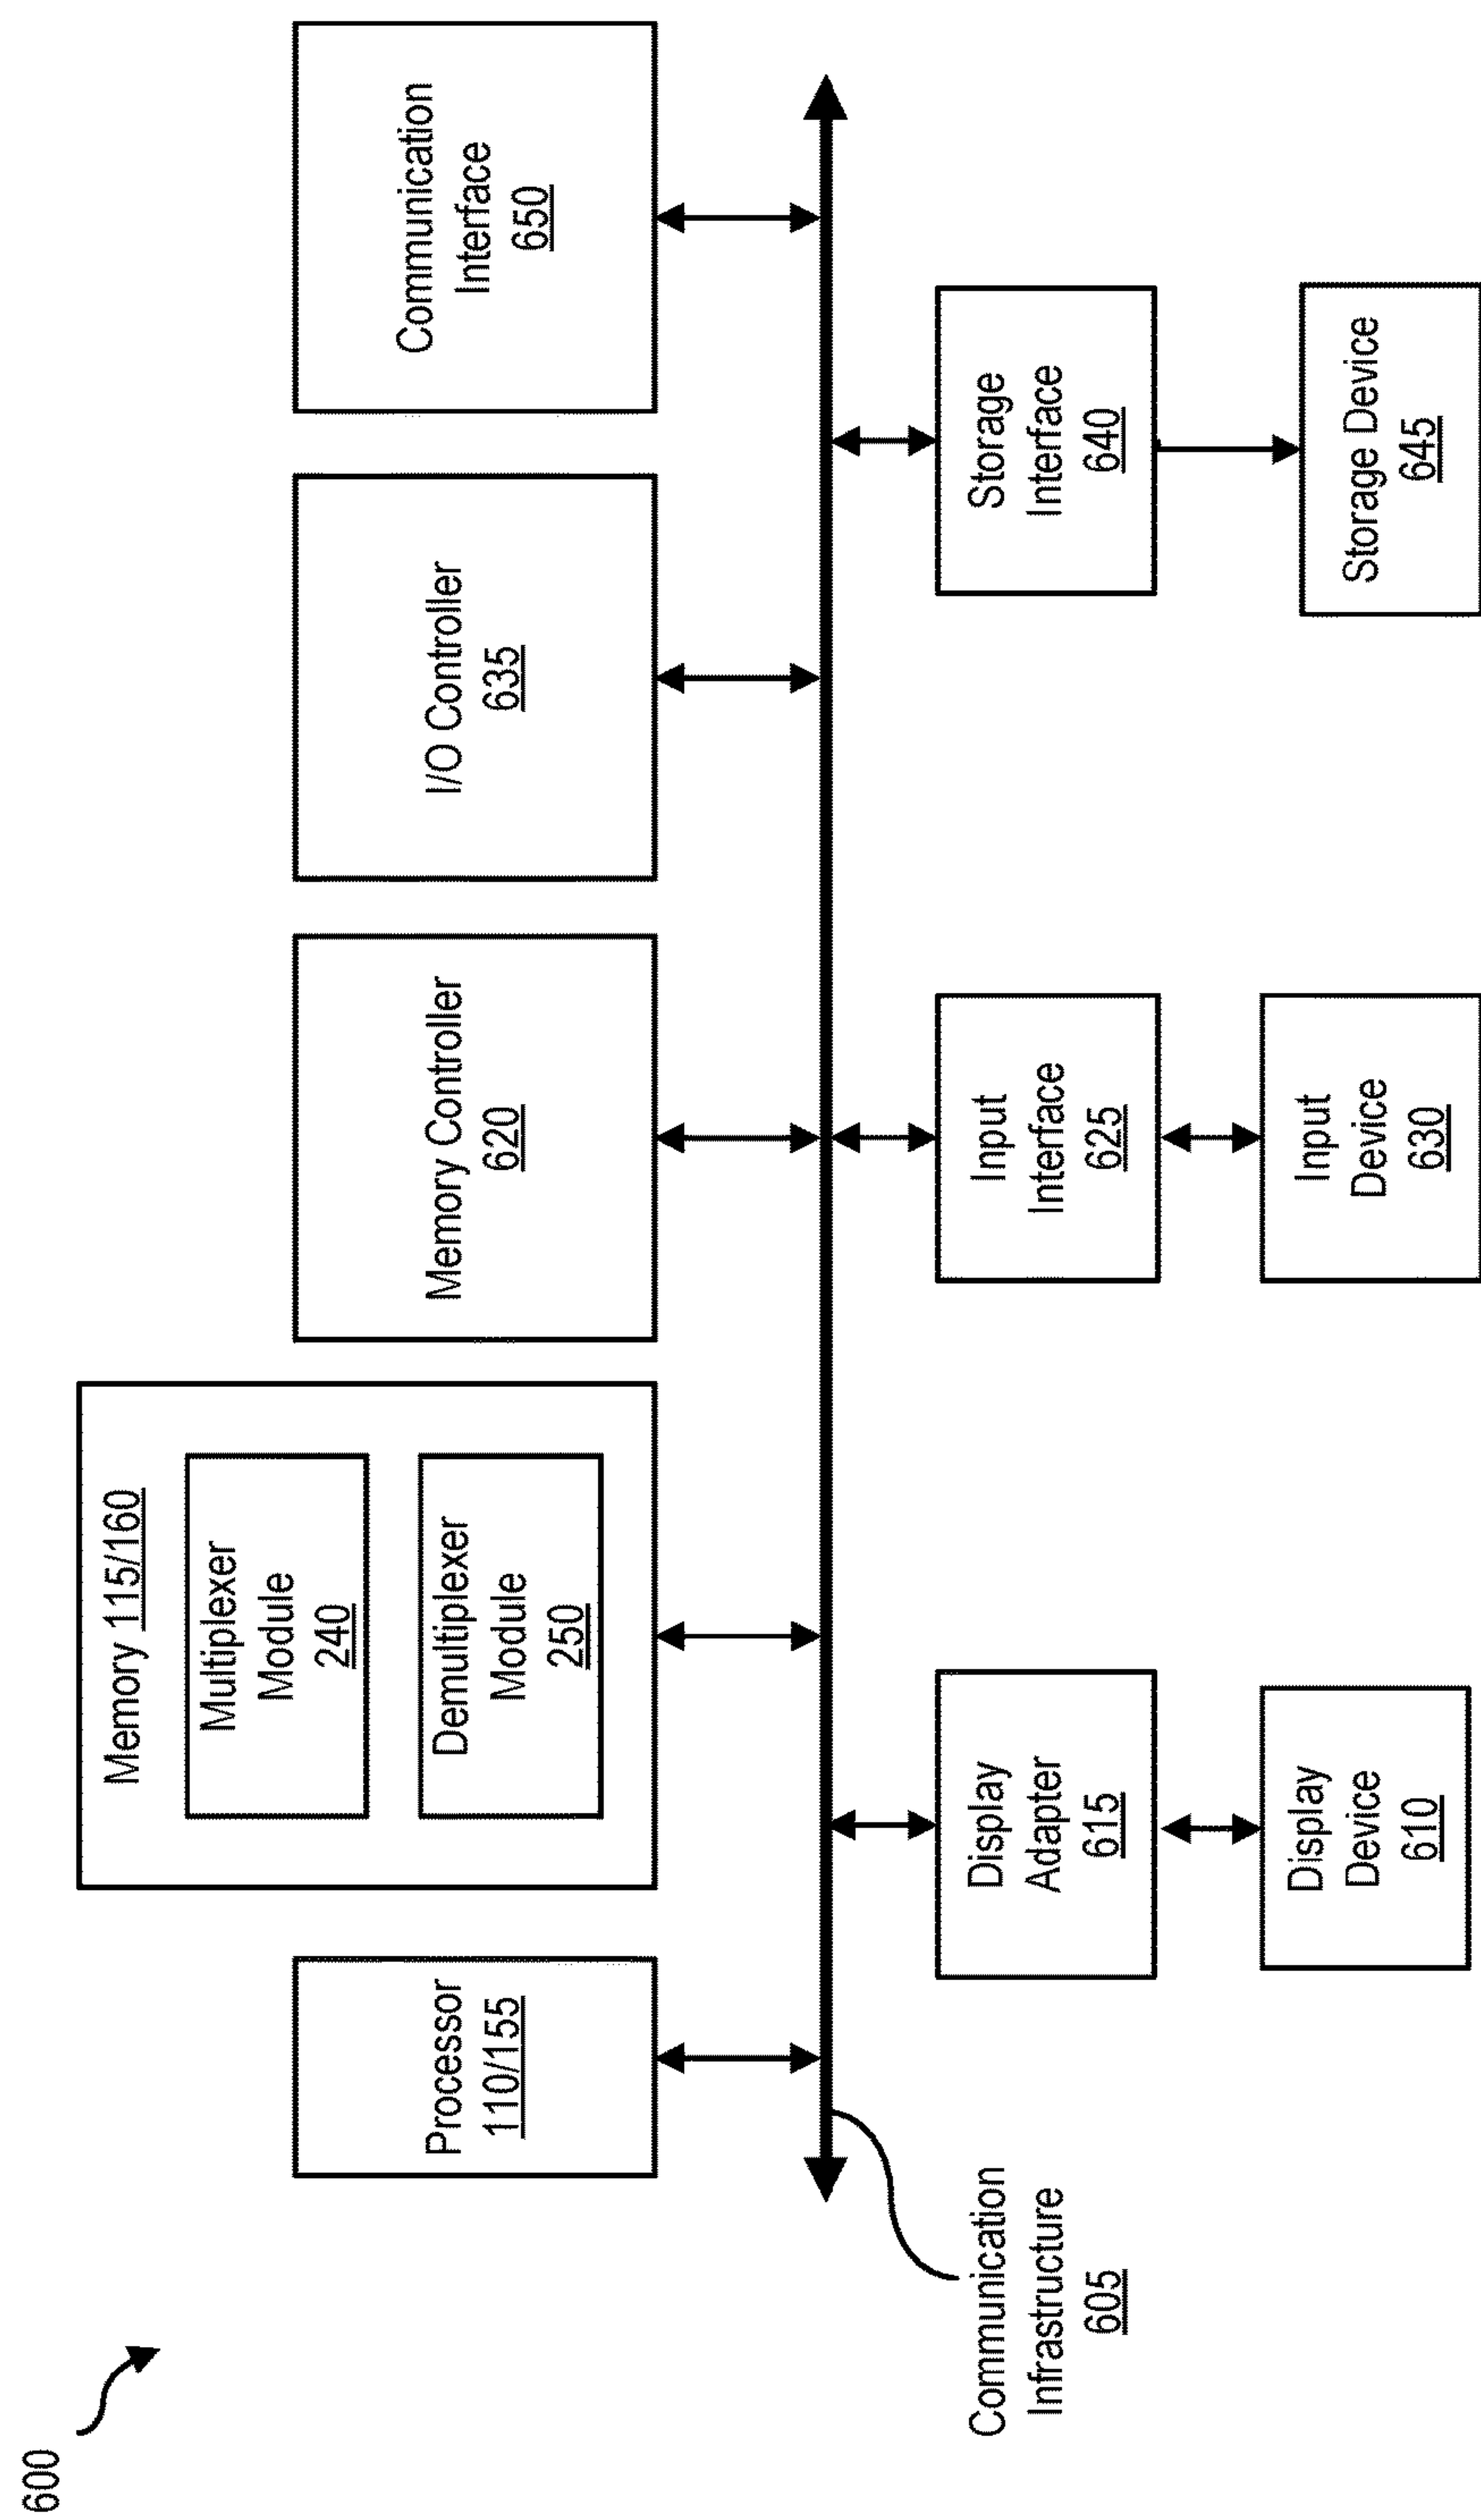 600
Processor
110/155
Memory 115/160
Multiplexer
Module
240
Demultiplexer
Module
250
Memory Controller
620
I/O Controller
635
Communication
Interface
650
Communication
Infrastructure
605
Display
Adapter
615
Input
Interface
625
Storage
Interface
640
Display
Device
610
Input
Device
630
Storage Device
645